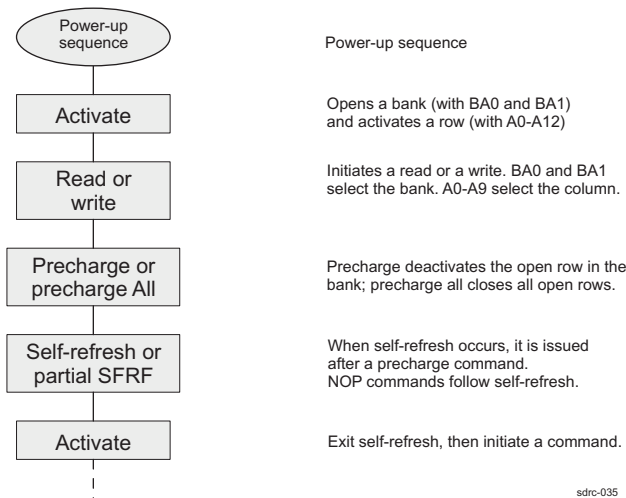 Power-up
sequence
Power-up sequence
Activate
Opens a bank (with BA0 and BA1)
and activates a row (with A0-A12)
Read or
write
Initiates a read or a write. BA0 and BA1
select the bank. A0-A9 select the column.
Precharge or
precharge All
Precharge deactivates the open row in the
bank; precharge all closes all open rows.
Self-refresh or
partial SFRF
When self-refresh occurs, it is issued
after a precharge command.
NOP commands follow self-refresh.
Activate
Exit self-refresh, then initiate a command.
sdrc-035